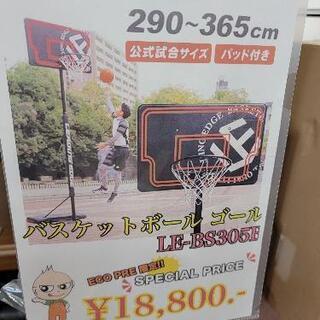 290~365cm
公式試合サイズ パッド付き
バスケットボール ゴール
LE-BS305
ECO PRE 限定!!
SPECIAL PRICE
¥18,800.-